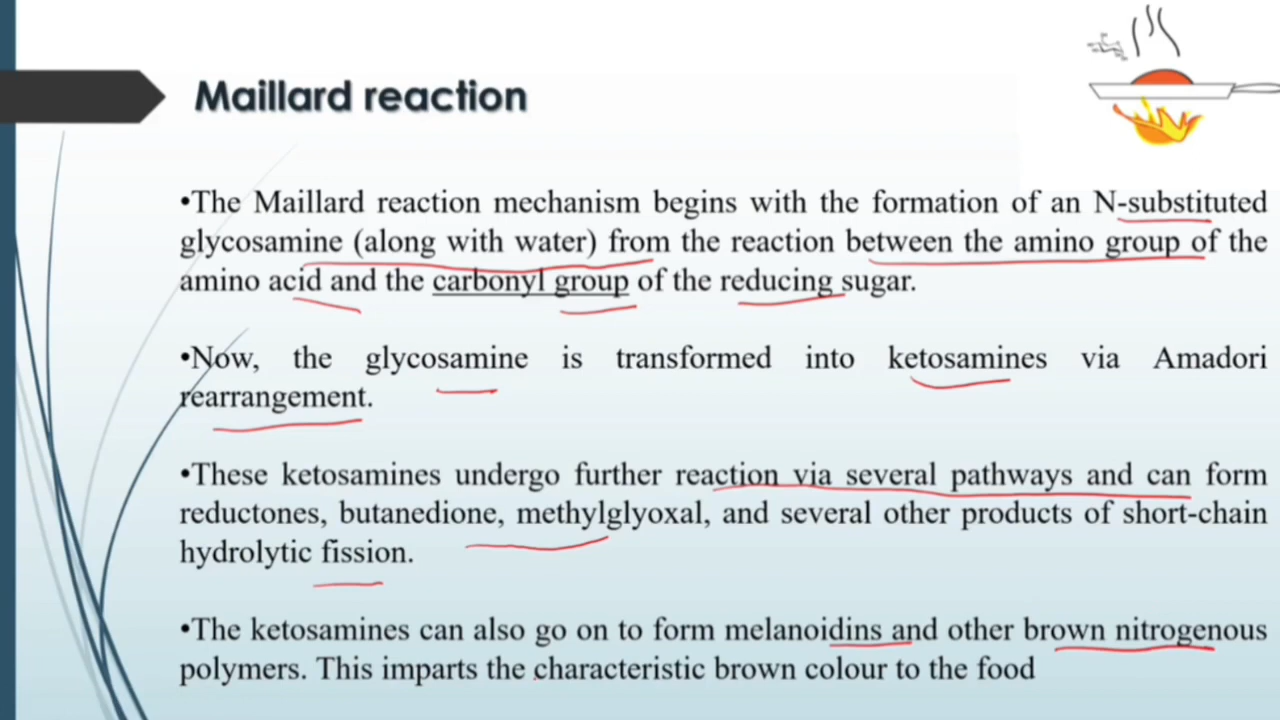 Maillard reaction
•The Maillard reaction mechanism begins with the formation of an N-substituted
glycosamine (along with water) from the reaction between the amino group of the
amino acid and the carbonyl group of the reducing sugar.
•Now, the glycosamine is transformed into ketosamines via Amadori
rearrangement.
•These ketosamines undergo further reaction via several pathways and can form
reductones, butanedione, methylglyoxal, and several other products of short-chain
hydrolytic fission.
•The ketosamines can also go on to form melanoidins and other brown nitrogenous
polymers. This imparts the characteristic brown colour to the food